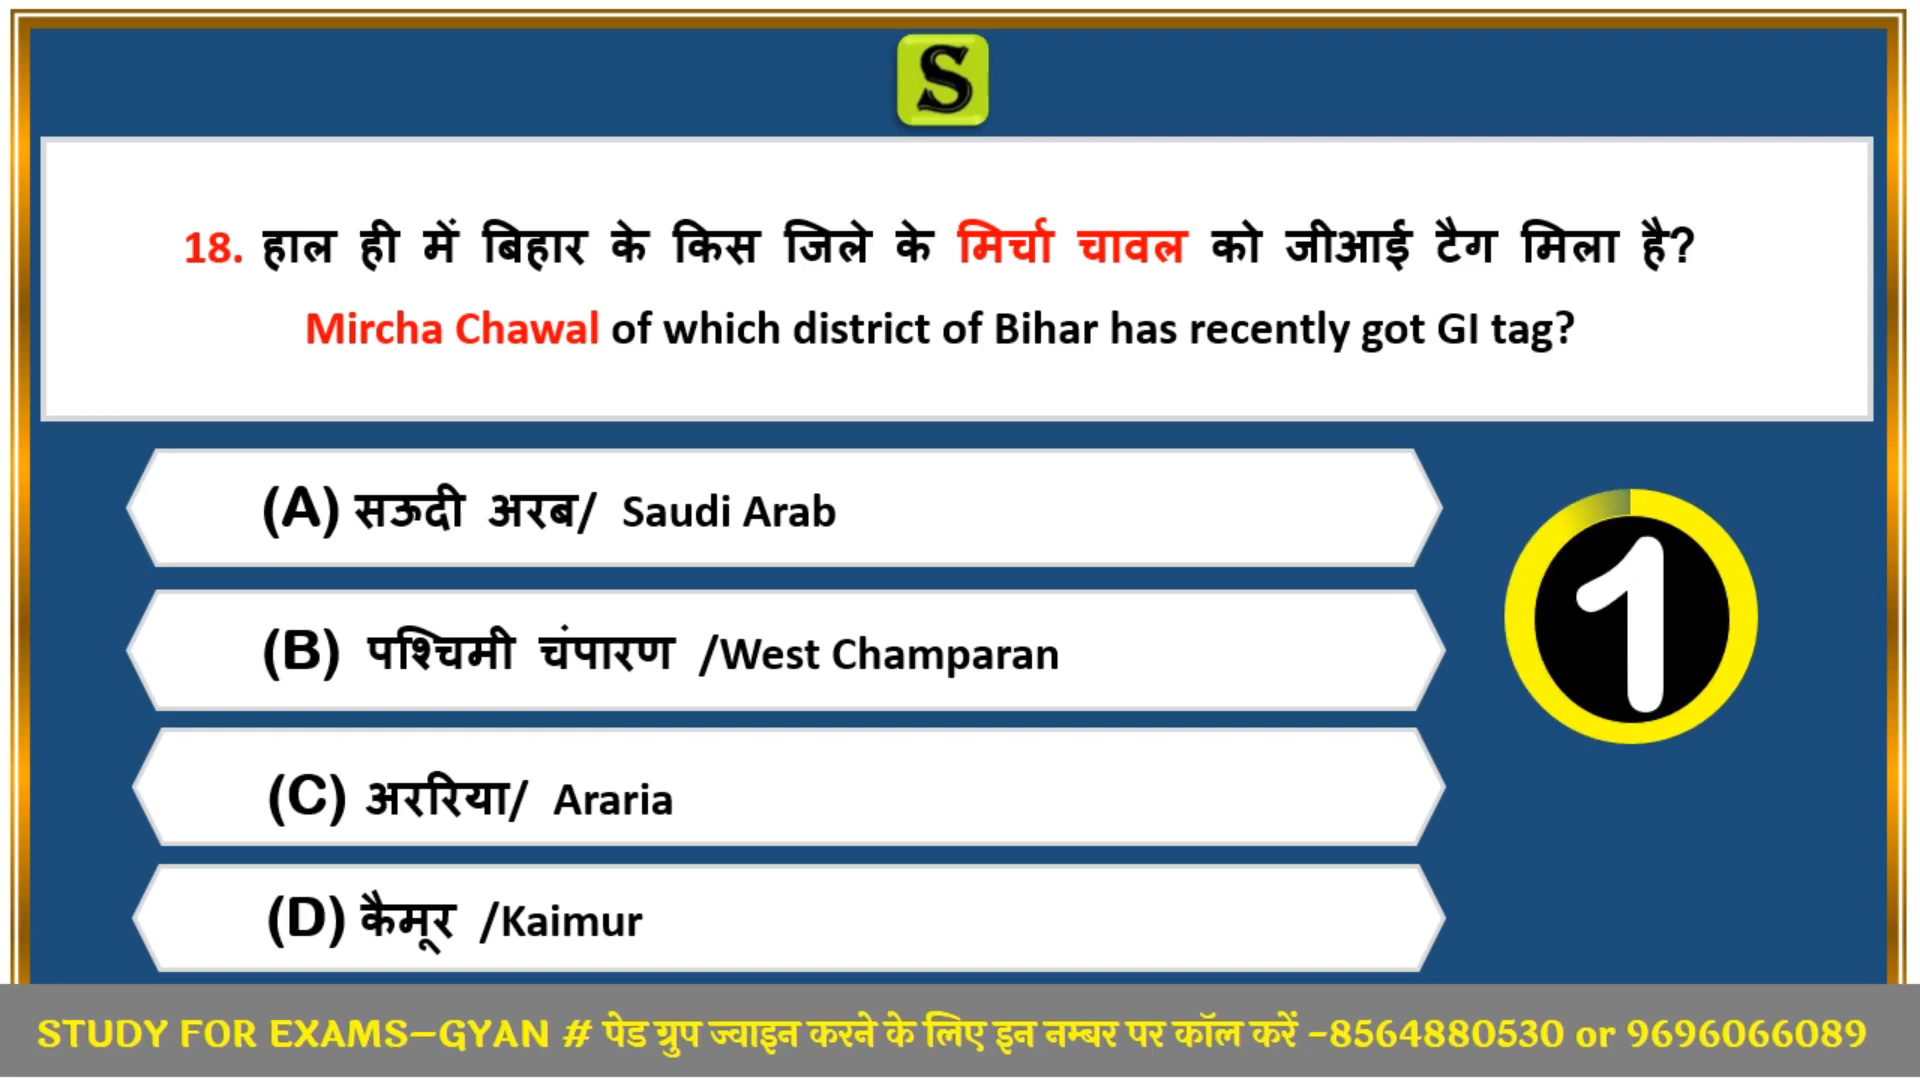 S
18. हाल ही में बिहार के किस जिले के मिर्चा चावल को जीआई टैग मिला है?
Mircha Chawal of which district of Bihar has recently got GI tag?
(A) सऊदी अरब/ Saudi Arab
(B) पश्चिमी चंपारण /West Champaran
1
(C) अररिया/ Araria
(D) कैमूर /Kaimur
STUDY FOR EXAMS–GYAN # पेड ग्रुप ज्वाइन करने के लिए इन नम्बर पर कॉल करें –8564880530 or 9696066089